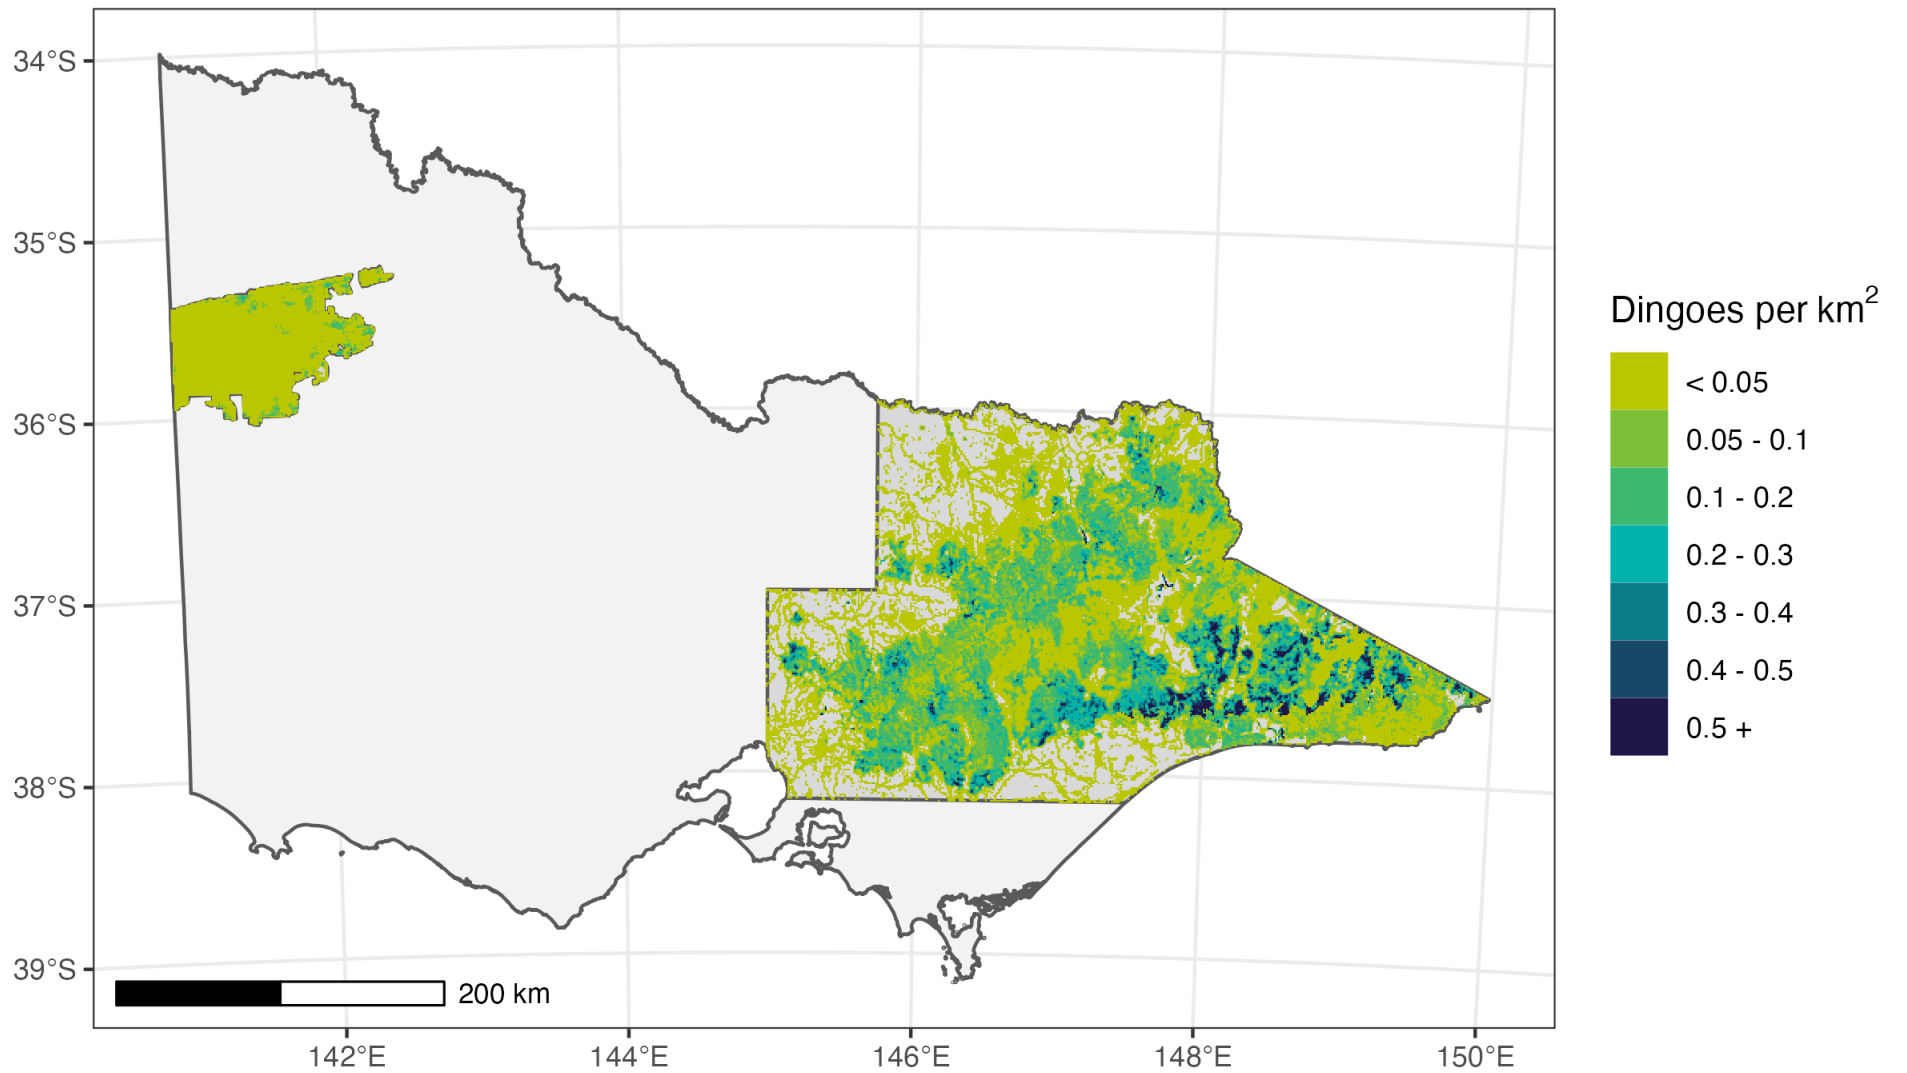 34°S
35°S
36°S
37°S
38°S
39°S
142°E
144°E
146°E
148°E
150°E
200 km
Dingoes per km²
< 0.05
0.05 - 0.1
0.1 - 0.2
0.2 - 0.3
0.3 - 0.4
0.4 - 0.5
0.5 +